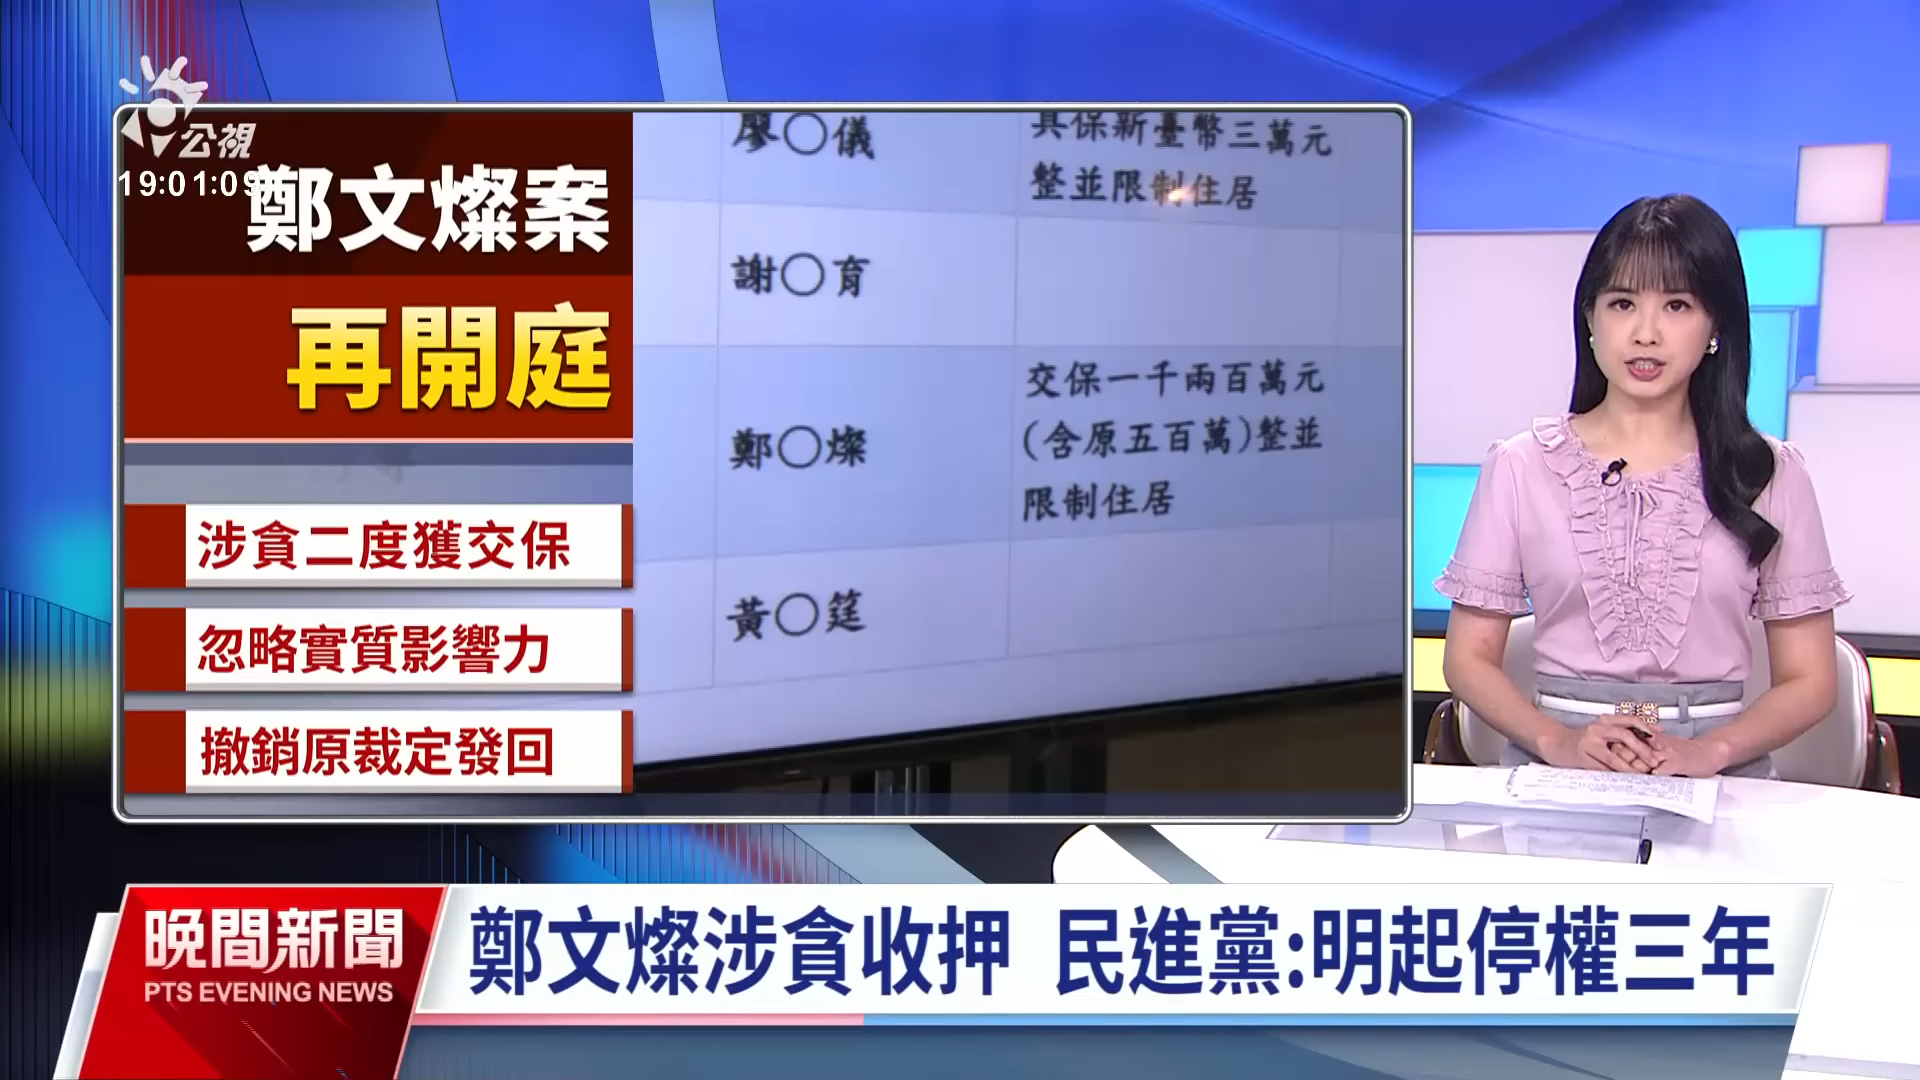 公視
19:01:09
鄭文燦案
再開庭
涉貪二度獲交保
忽略實質影響力
撤銷原裁定發回
廖〇儀
具保新臺幣三萬元
整並限制住居
謝〇育
鄭〇燦
交保一千兩百萬元
(含原五百萬)整並
限制住居
黃〇筳
晚間新聞
PTS EVENING NEWS
鄭文燦涉貪收押 民進黨:明起停權三年